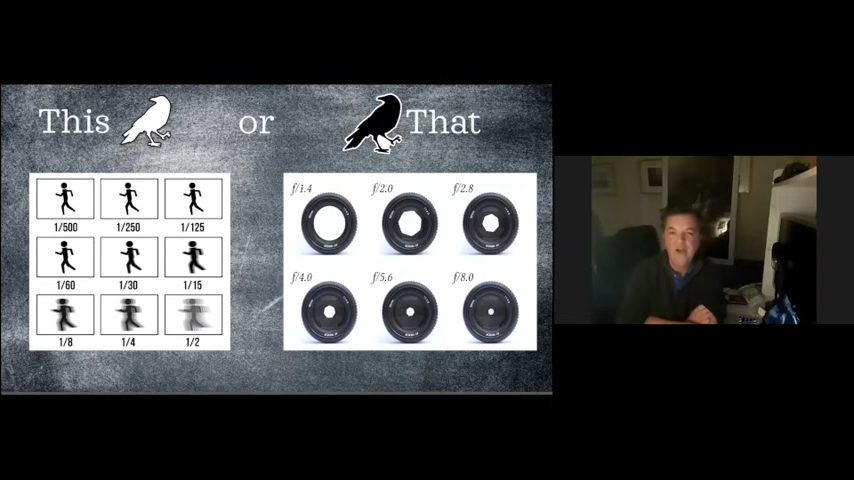 This or That
1/500 1/250 1/125
1/60 1/30 1/15
1/8 1/4 1/2
f/1.4 f/2.0 f/2.8
f/4.0 f/5.6 f/8.0